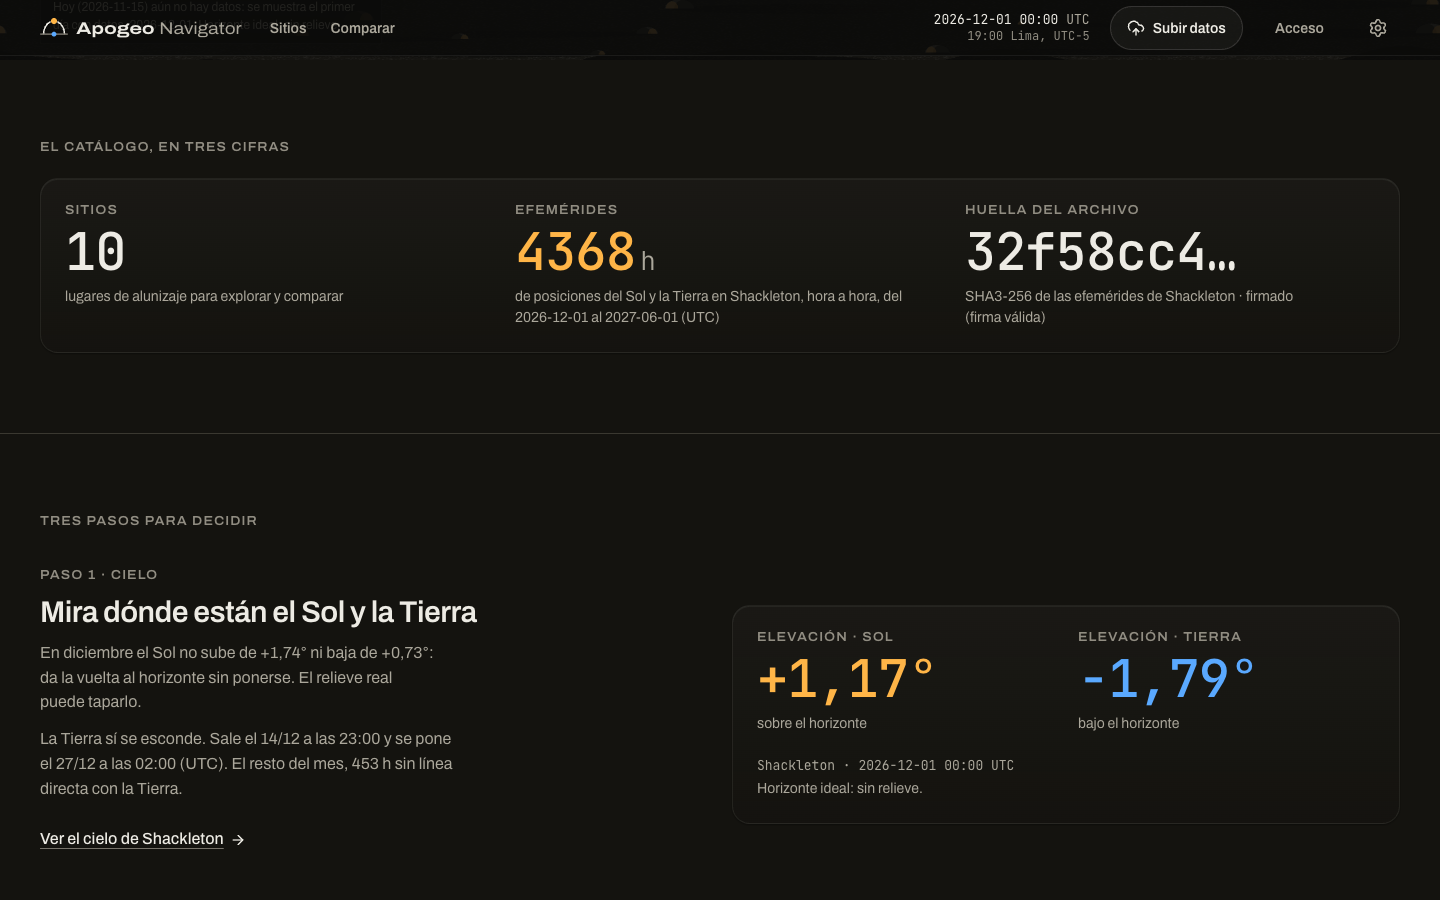 Hoy (2026-11-15) aún no hay datos: se muestra el primer
Apogeo Navigator
Sitios
Comparar
2026-12-01 00:00 UTC
19:00 Lima, UTC-5
Subir datos
Acceso
EL CATÁLOGO, EN TRES CIFRAS
SITIOS
10
lugares de alunizaje para explorar y comparar
EFEMÉRIDES
4368 h
de posiciones del Sol y la Tierra en Shackleton, hora a hora, del
2026-12-01 al 2027-06-01 (UTC)
HUELLA DEL ARCHIVO
32f58cc4…
SHA3-256 de las efemérides de Shackleton · firmado
(firma válida)
TRES PASOS PARA DECIDIR
PASO 1 · CIELO
Mira dónde están el Sol y la Tierra
En diciembre el Sol no sube de +1,74° ni baja de +0,73°:
da la vuelta al horizonte sin ponerse. El relieve real
puede taparlo.
La Tierra sí se esconde. Sale el 14/12 a las 23:00 y se pone
el 27/12 a las 02:00 (UTC). El resto del mes, 453 h sin línea
directa con la Tierra.
Ver el cielo de Shackleton →
ELEVACIÓN · SOL
+1,17°
sobre el horizonte
ELEVACIÓN · TIERRA
-1,79°
bajo el horizonte
Shackleton · 2026-12-01 00:00 UTC
Horizonte ideal: sin relieve.